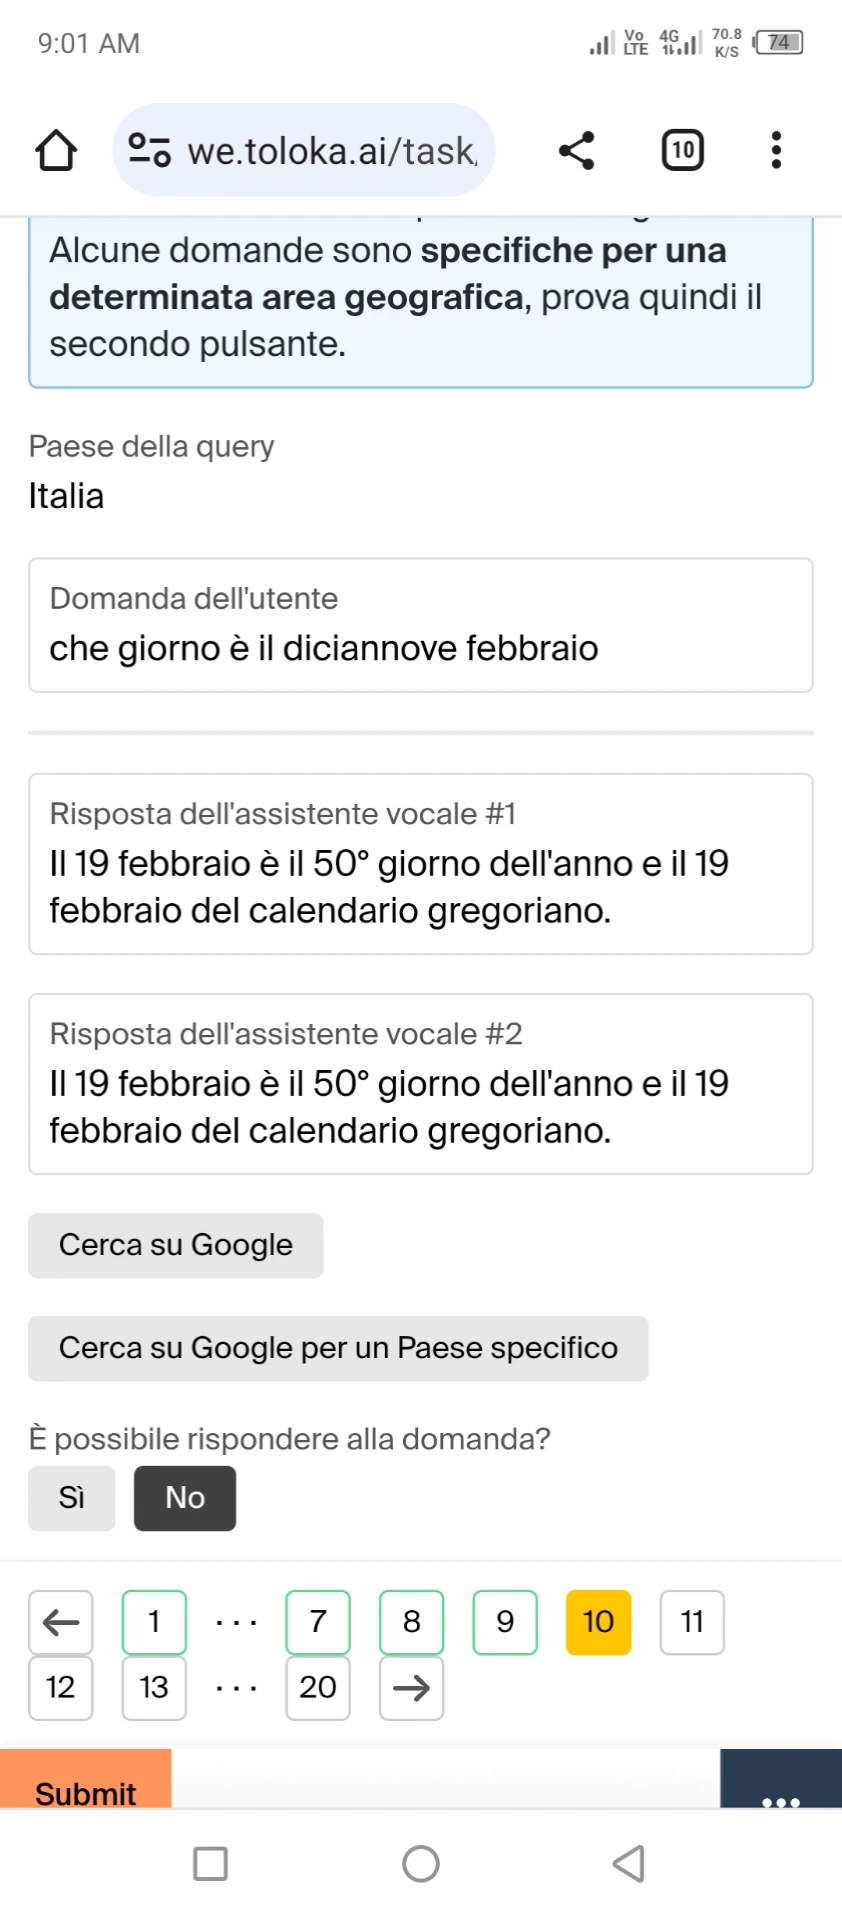 9:01 AM
Vo LTE 4G 70.8 K/S 74
we.toloka.ai/task,
10
Alcune domande sono specifiche per una
determinata area geografica, prova quindi il
secondo pulsante.
Paese della query
Italia
Domanda dell'utente
che giorno è il diciannove febbraio
Risposta dell'assistente vocale #1
Il 19 febbraio è il 50° giorno dell'anno e il 19
febbraio del calendario gregoriano.
Risposta dell'assistente vocale #2
Il 19 febbraio è il 50° giorno dell'anno e il 19
febbraio del calendario gregoriano.
Cerca su Google
Cerca su Google per un Paese specifico
È possibile rispondere alla domanda?
Sì No
1 ... 7 8 9 10 11
12 13 ... 20
Submit
...